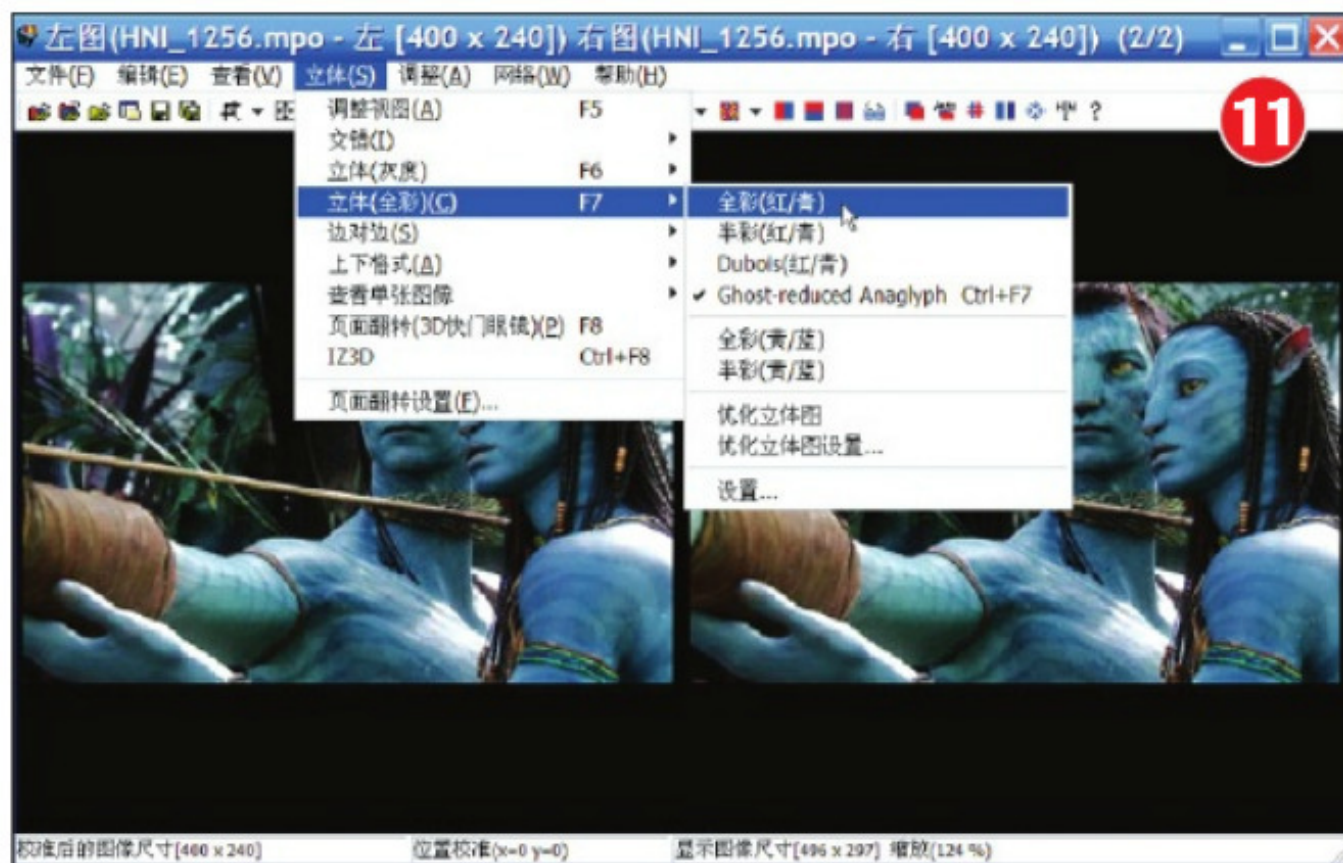 左图(HNI_1256.mpo - 左 [400 x 240]) 右图(HNI_1256.mpo - 右 [400 x 240]) (2/2)
文件(F) 编辑(E) 查看(V) 立体(S) 调整(A) 网络(W) 帮助(H)
11
调整视图(A) F5
交错(I)
立体(灰度) F6
立体(全彩)(C) F7
边对边(S)
上下格式(A)
查看单张图像
页面翻转(3D快门眼镜)(P) F8
IZ3D Ctrl+F8
页面翻转设置(F)...
全彩(红/青)
半彩(红/青)
Dubois(红/青)
Ghost-reduced Anaglyph Ctrl+F7
全彩(黄/蓝)
半彩(黄/蓝)
优化立体图
优化立体图设置...
设置...
校准后的图像尺寸[400 x 240] 位置校准(x=0 y=0) 显示图像尺寸[496 x 297] 缩放(124 %)